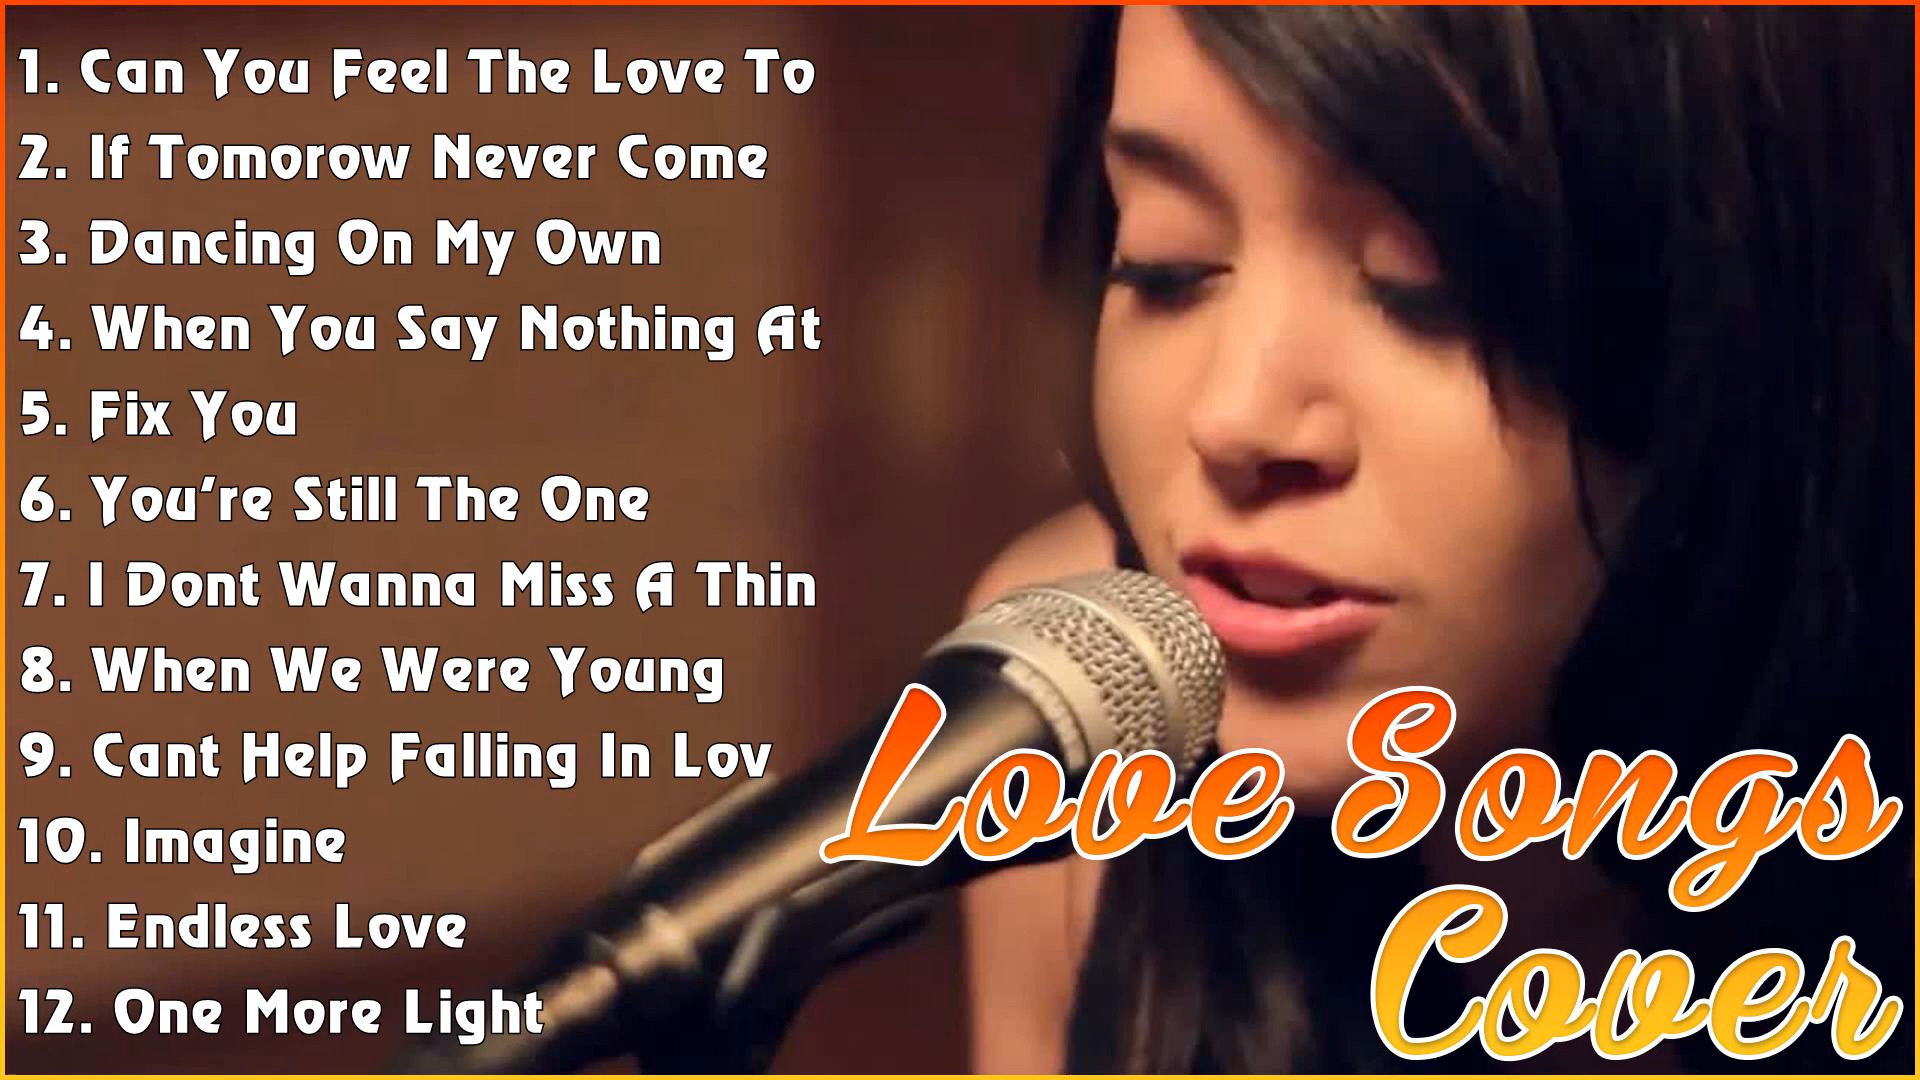 1. Can You Feel The Love To
2. If Tomorow Never Come
3. Dancing On My Own
4. When You Say Nothing At
5. Fix You
6. You're Still The One
7. I Dont Wanna Miss A Thin
8. When We Were Young
9. Cant Help Falling In Lov
10. Imagine
11. Endless Love
12. One More Light
Love Songs
Cover